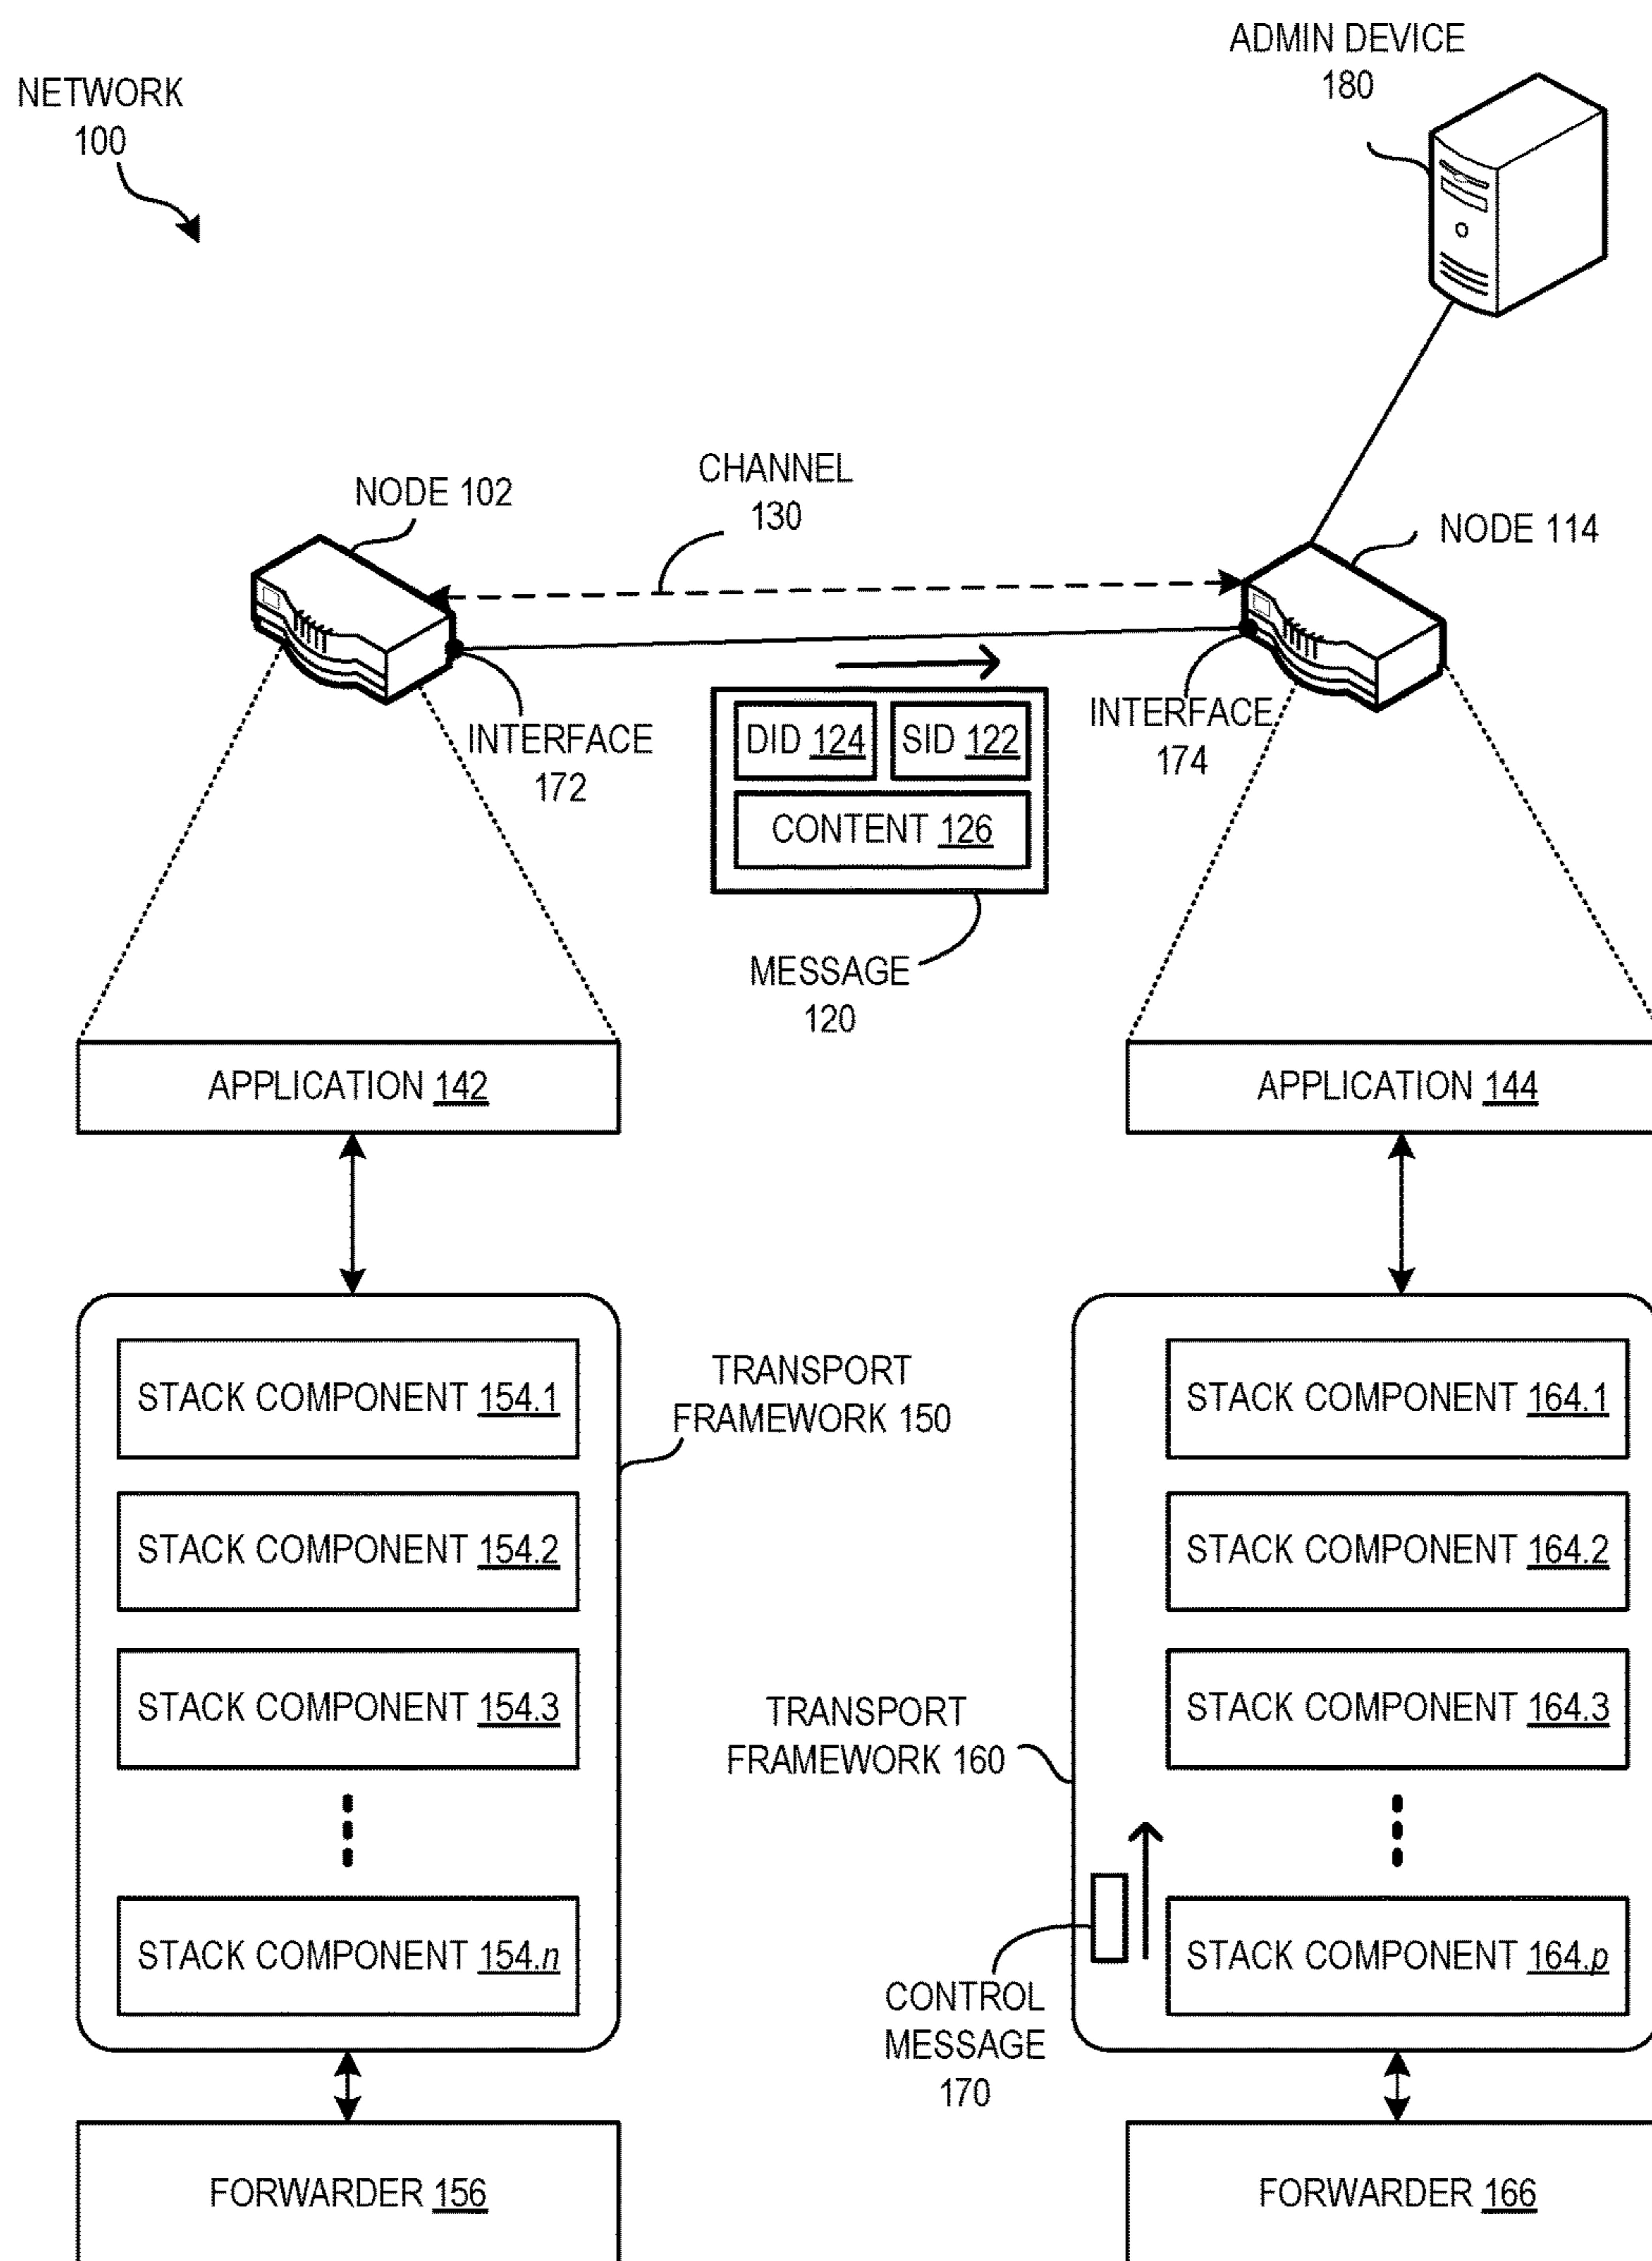 ADMIN DEVICE
180
NETWORK
100
CHANNEL
130
NODE 102
NODE 114
INTERFACE
172
DID 124
SID 122
CONTENT 126
INTERFACE
174
MESSAGE
120
APPLICATION 142
APPLICATION 144
TRANSPORT
FRAMEWORK 150
STACK COMPONENT 154.1
STACK COMPONENT 154.2
STACK COMPONENT 154.3
STACK COMPONENT 154.n
STACK COMPONENT 164.1
STACK COMPONENT 164.2
STACK COMPONENT 164.3
STACK COMPONENT 164.p
TRANSPORT
FRAMEWORK 160
CONTROL
MESSAGE
170
FORWARDER 156
FORWARDER 166